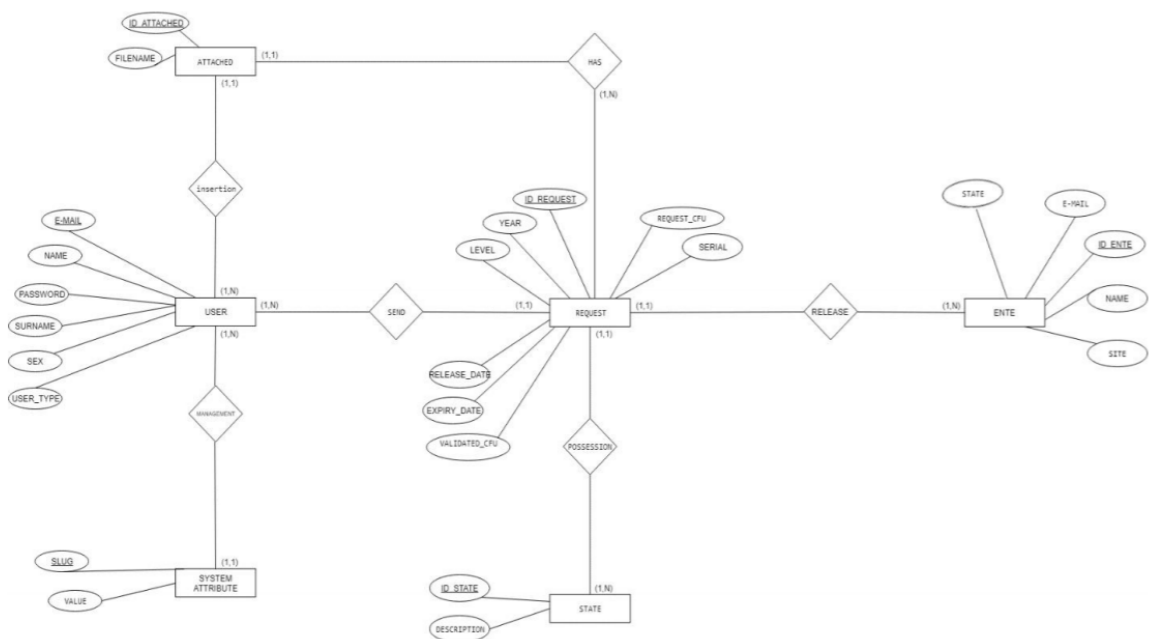 ID_ATTACHED
FILENAME
ATTACHED
(1,1)
HAS
(1,1)
(1,N)
insertion
ID_REQUEST
STATE
E-MAIL
REQUEST_CFU
E-MAIL
YEAR
ID_ENTE
LEVEL
SERIAL
NAME
PASSWORD
(1,N)
NAME
USER
(1,N)
SEND
(1,1)
REQUEST
(1,1)
RELEASE
(1,N)
ENTE
SURNAME
(1,N)
(1,1)
SEX
SITE
RELEASE_DATE
USER_TYPE
EXPIRY_DATE
MANAGEMENT
VALIDATED_CFU
POSSESSION
SLUG
(1,1)
SYSTEM
ATTRIBUTE
VALUE
ID_STATE
(1,N)
STATE
DESCRIPTION